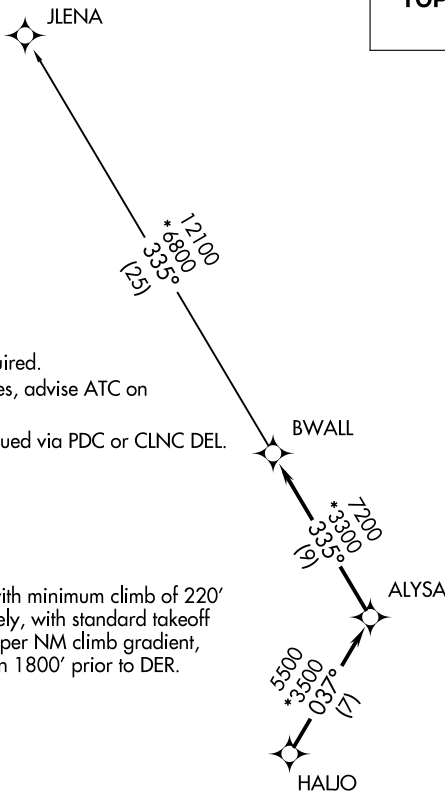 JLENA
TOP
12100
*6800
335°
(25)
uired.
es, advise ATC on
ued via PDC or CLNC DEL.
BWALL
7200
*3300
335°
(9)
with minimum climb of 220'
ely, with standard takeoff
per NM climb gradient,
n 1800' prior to DER.
ALYSA
5500
*3500
037°
(7)
HALJO